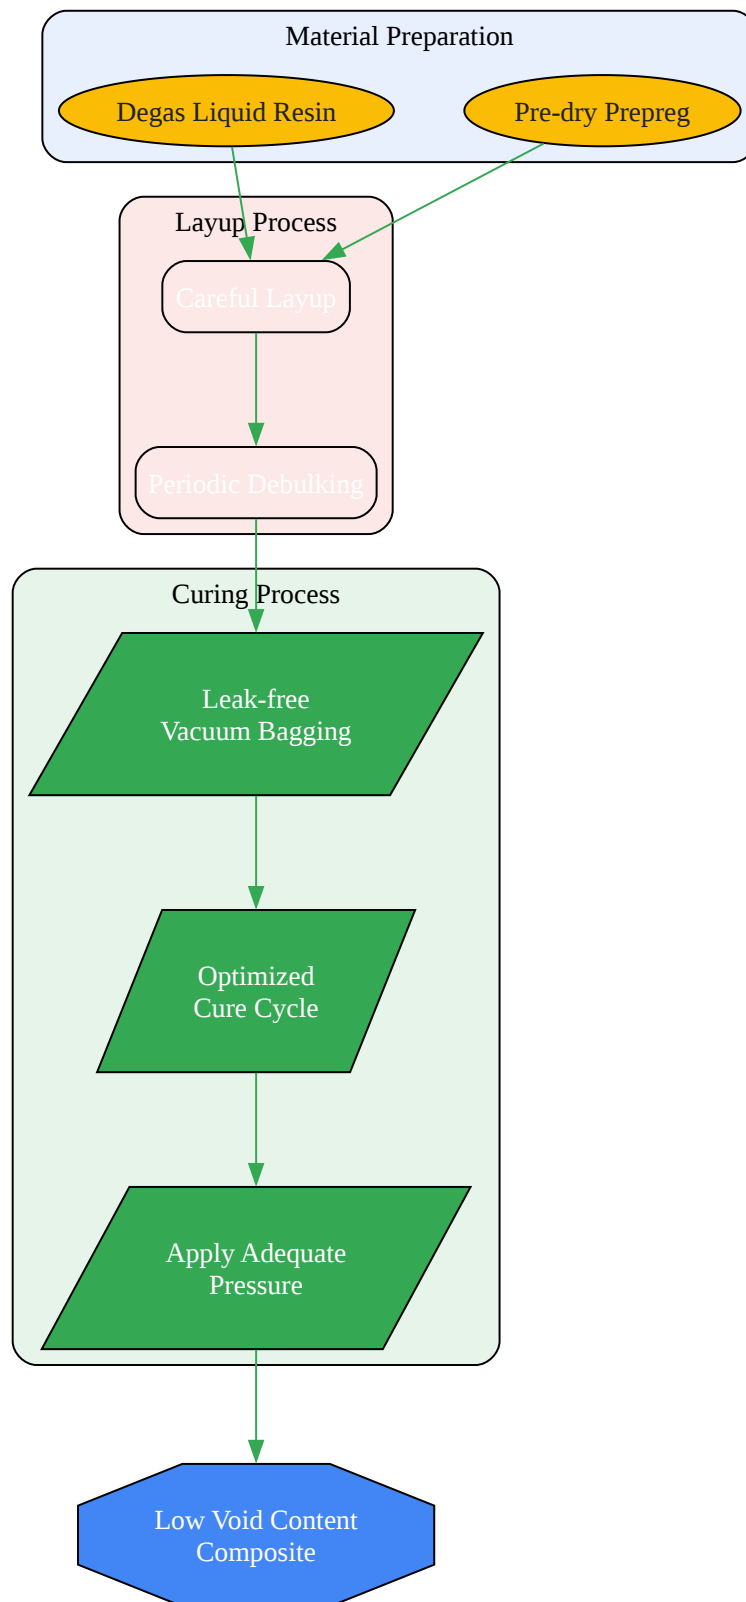 Material Preparation
Degas Liquid Resin
Pre-dry Prepreg
Layup Process
Careful Layup
Periodic Debulking
Curing Process
Leak-free
Vacuum Bagging
Optimized
Cure Cycle
Apply Adequate
Pressure
Low Void Content
Composite